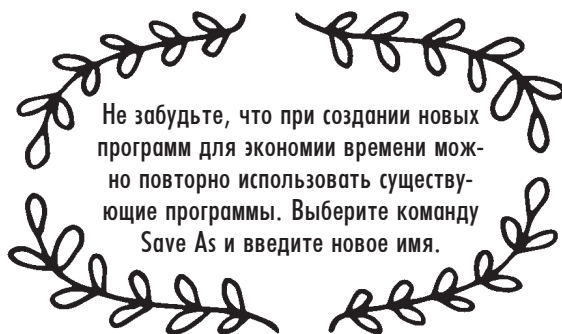 Не забудьте, что при создании новых
программ для экономии времени мож-
но повторно использовать существу-
ющие программы. Выберите команду
Save As и введите новое имя.